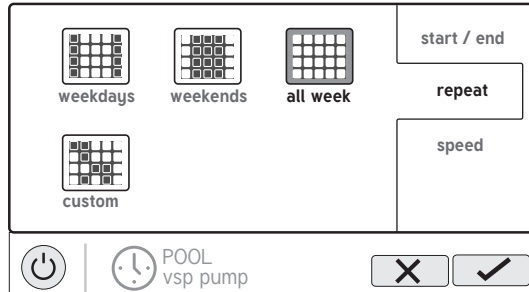 start / end
weekdays weekends all week
repeat
speed
custom
POOL
vsp pump